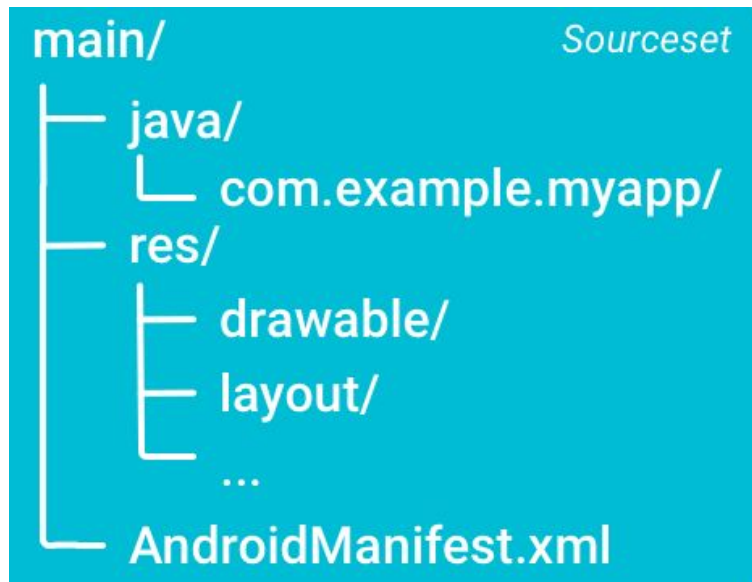 main/ Sourceset
java/
com.example.myapp/
res/
drawable/
layout/
...
AndroidManifest.xml